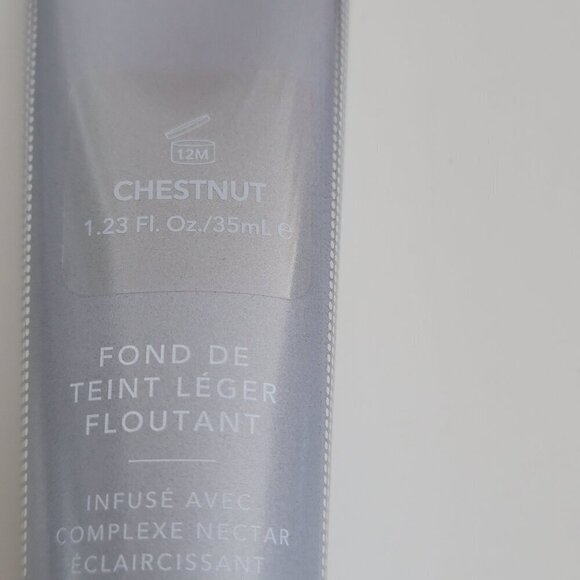 12M
CHESTNUT
1.23 Fl. Oz./35mL ℮
FOND DE
TEINT LÉGER
FLOUTANT
INFUSÉ AVEC
COMPLEXE NECTAR
ÉCLAIRCISSANT